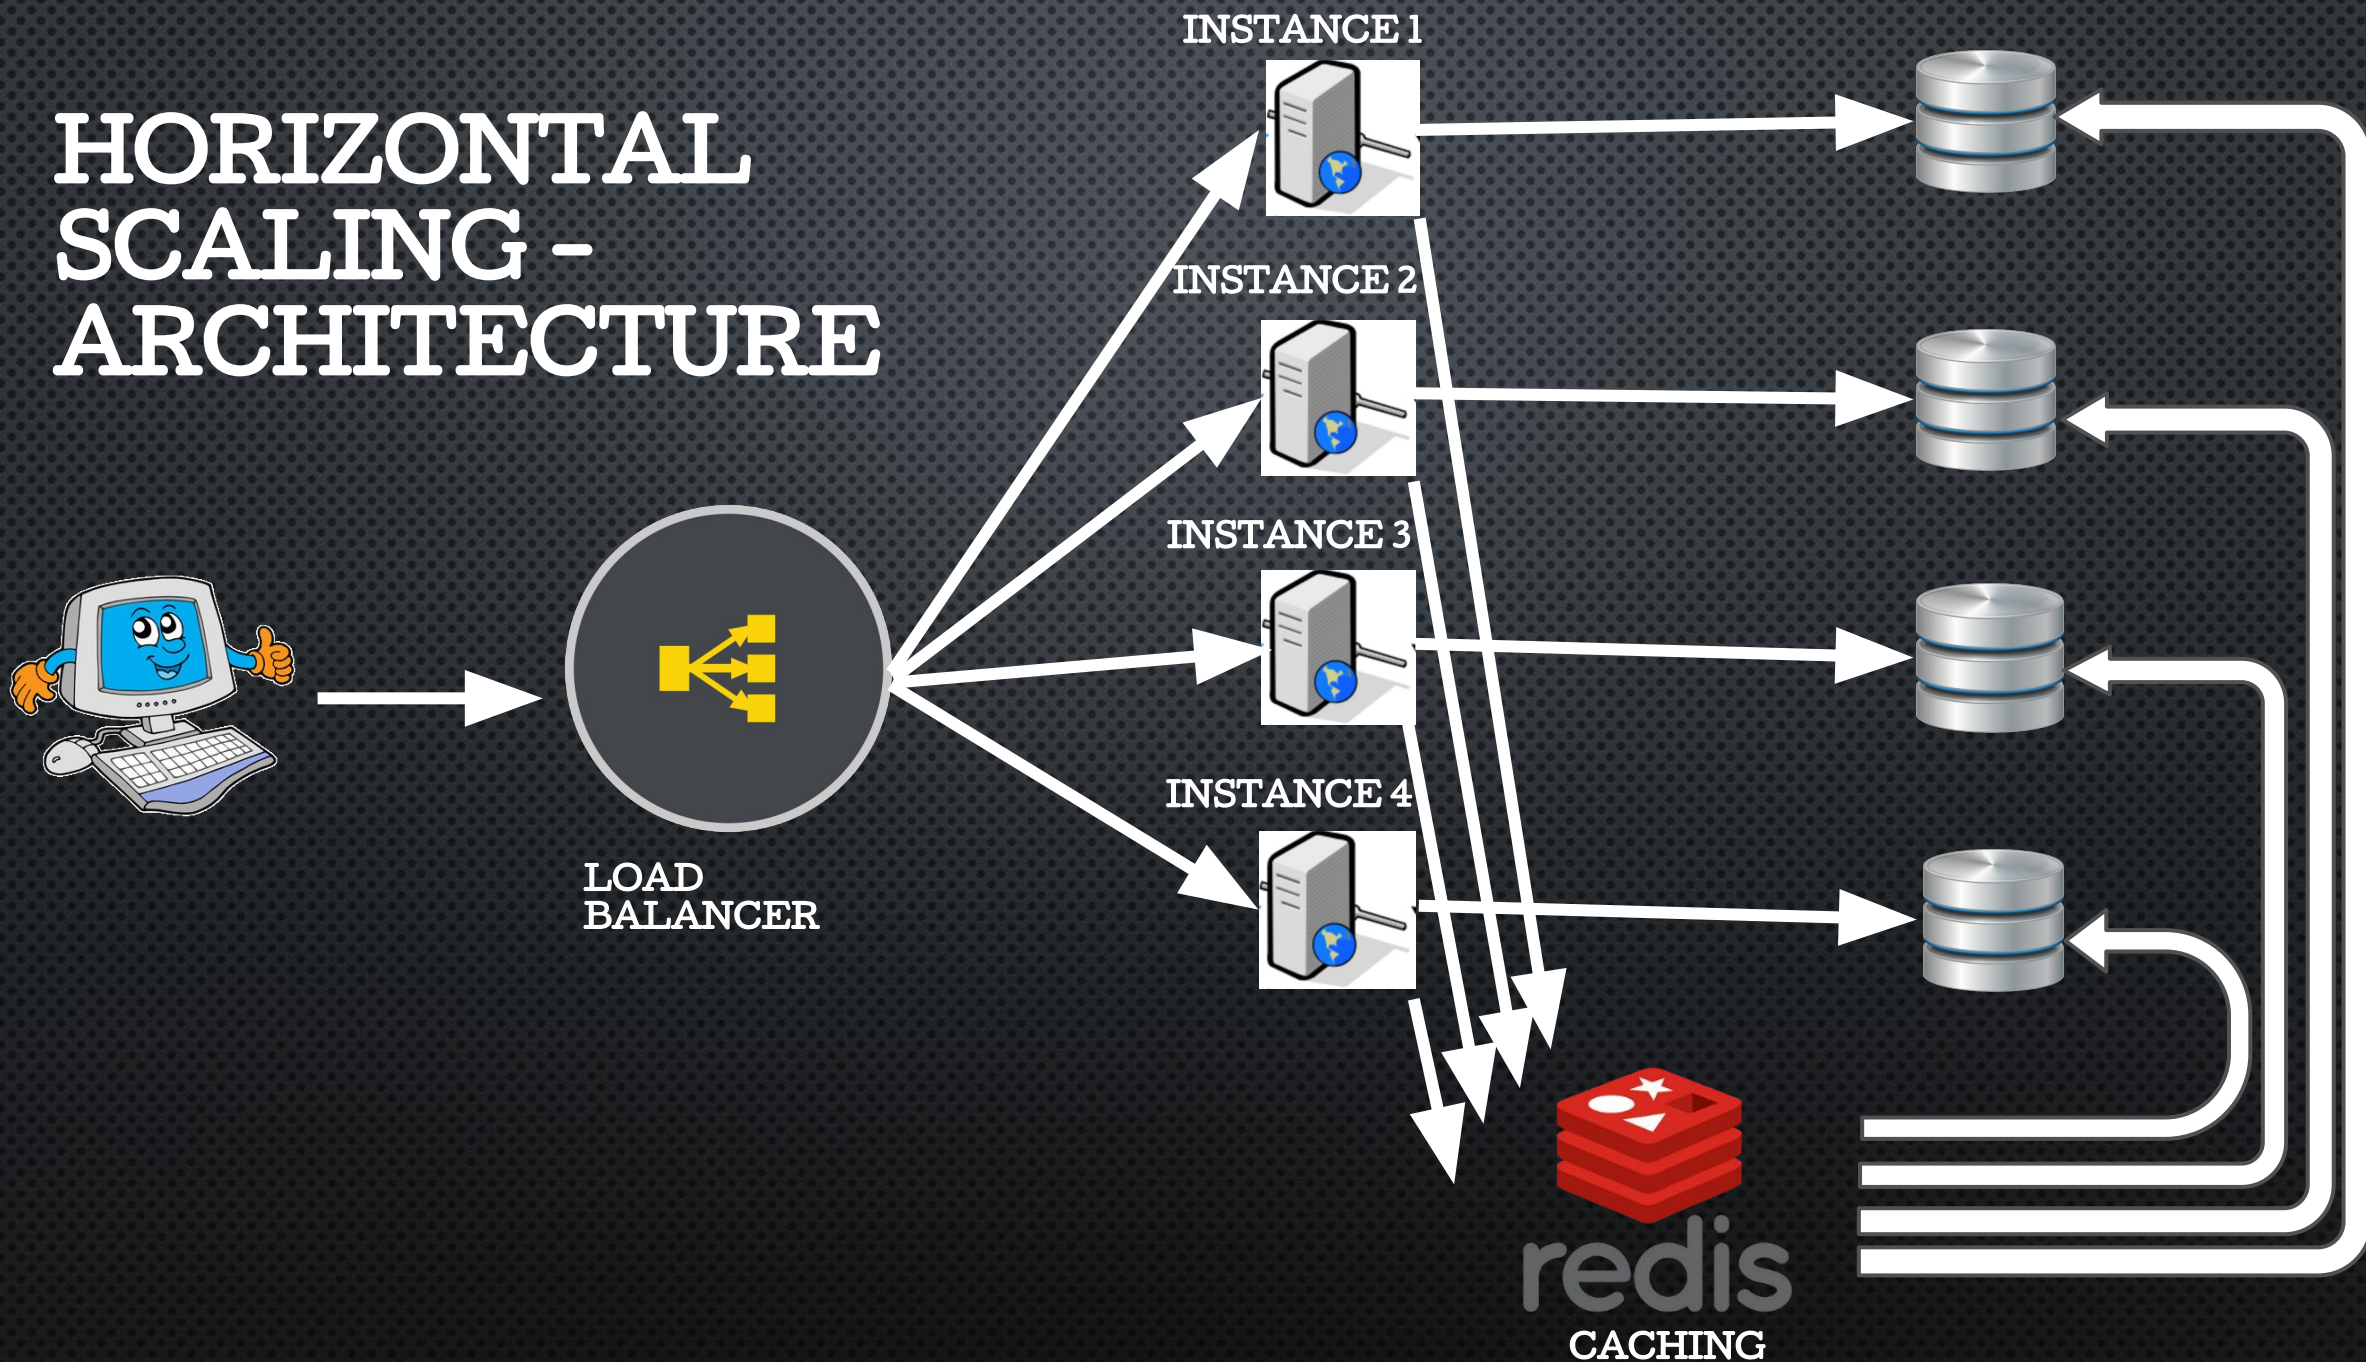 HORIZONTAL
SCALING -
ARCHITECTURE
INSTANCE 1
INSTANCE 2
INSTANCE 3
INSTANCE 4
LOAD
BALANCER
redis
CACHING